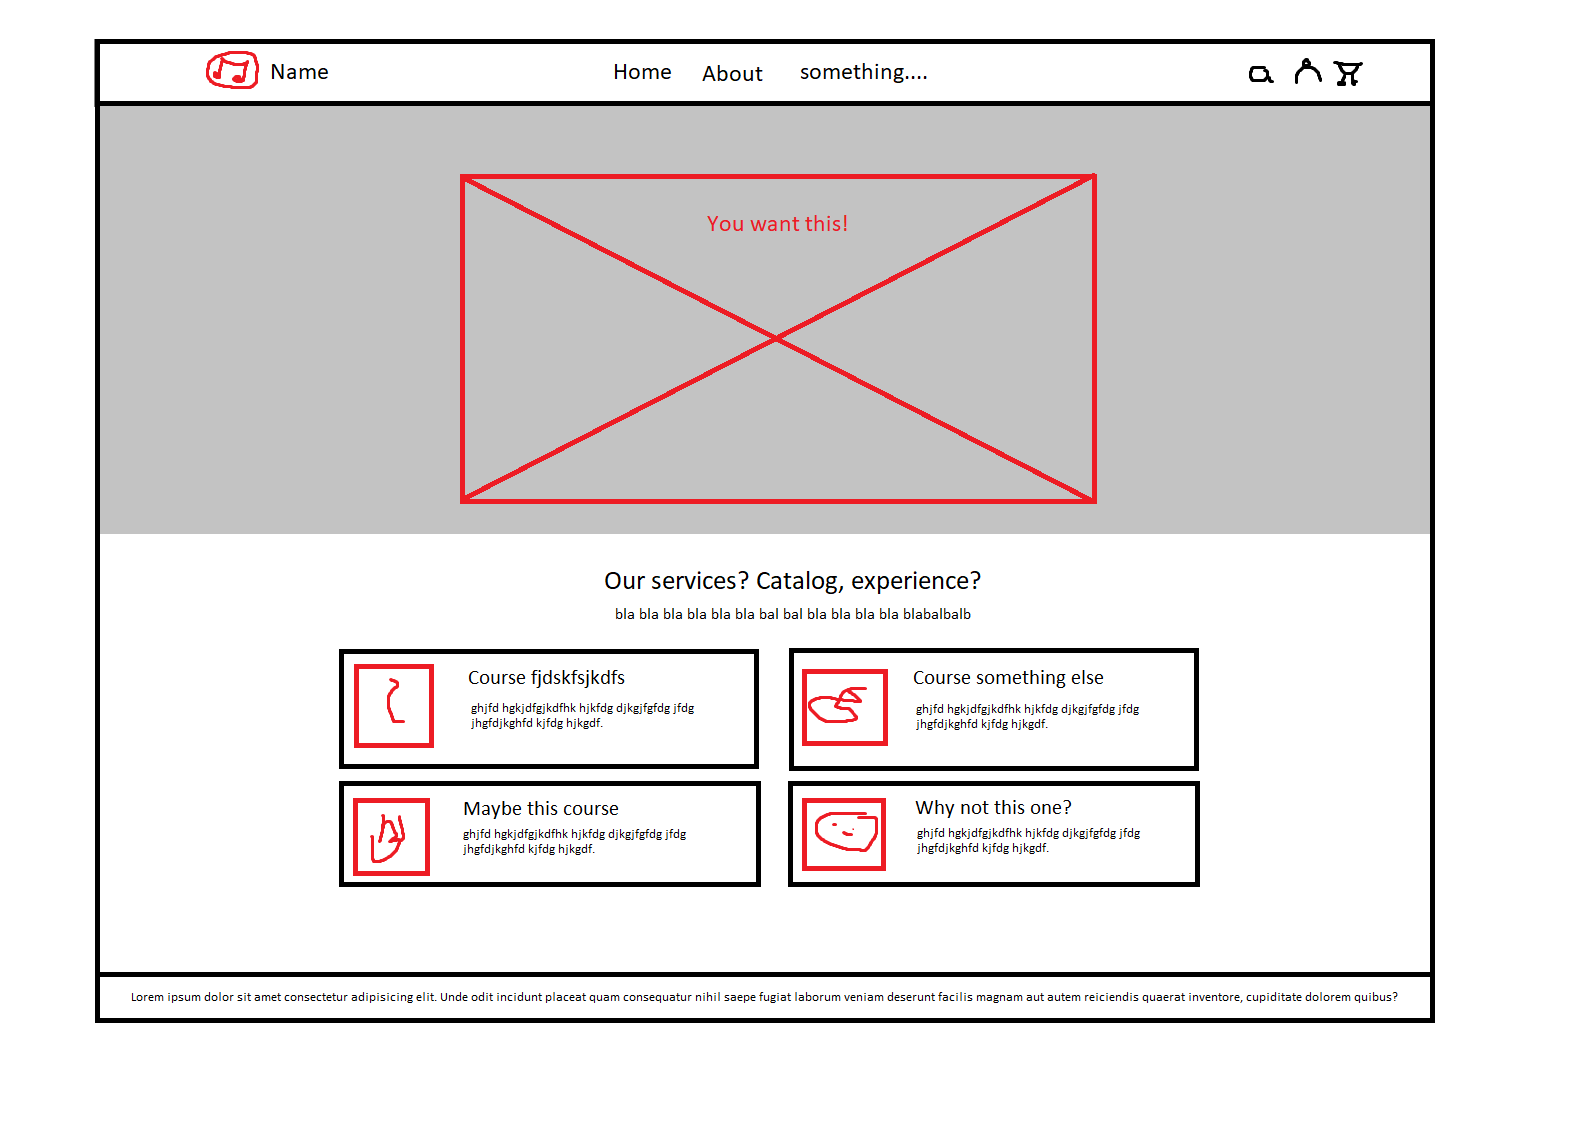 Name
Home
About
something....
You want this!
Our services? Catalog, experience?
bla bla bla bla bla bla bal bal bla bla bla bla blabalbalb
Course fjdskfsjkdfs
ghjfd hgkjdfgjkdfhk hjkfdg djkgjfgfdg jfdg
jhgfdjkghfd kjfdg hjkgdf.
Course something else
ghjfd hgkjdfgjkdfhk hjkfdg djkgjfgfdg jfdg
jhgfdjkghfd kjfdg hjkgdf.
Maybe this course
ghjfd hgkjdfgjkdfhk hjkfdg djkgjfgfdg jfdg
jhgfdjkghfd kjfdg hjkgdf.
Why not this one?
ghjfd hgkjdfgjkdfhk hjkfdg djkgjfgfdg jfdg
jhgfdjkghfd kjfdg hjkgdf.
Lorem ipsum dolor sit amet consectetur adipisicing elit. Unde odit incidunt placeat quam consequatur nihil saepe fugiat laborum veniam deserunt facilis magnam aut autem reiciendis quaerat inventore, cupiditate dolorem quibus?